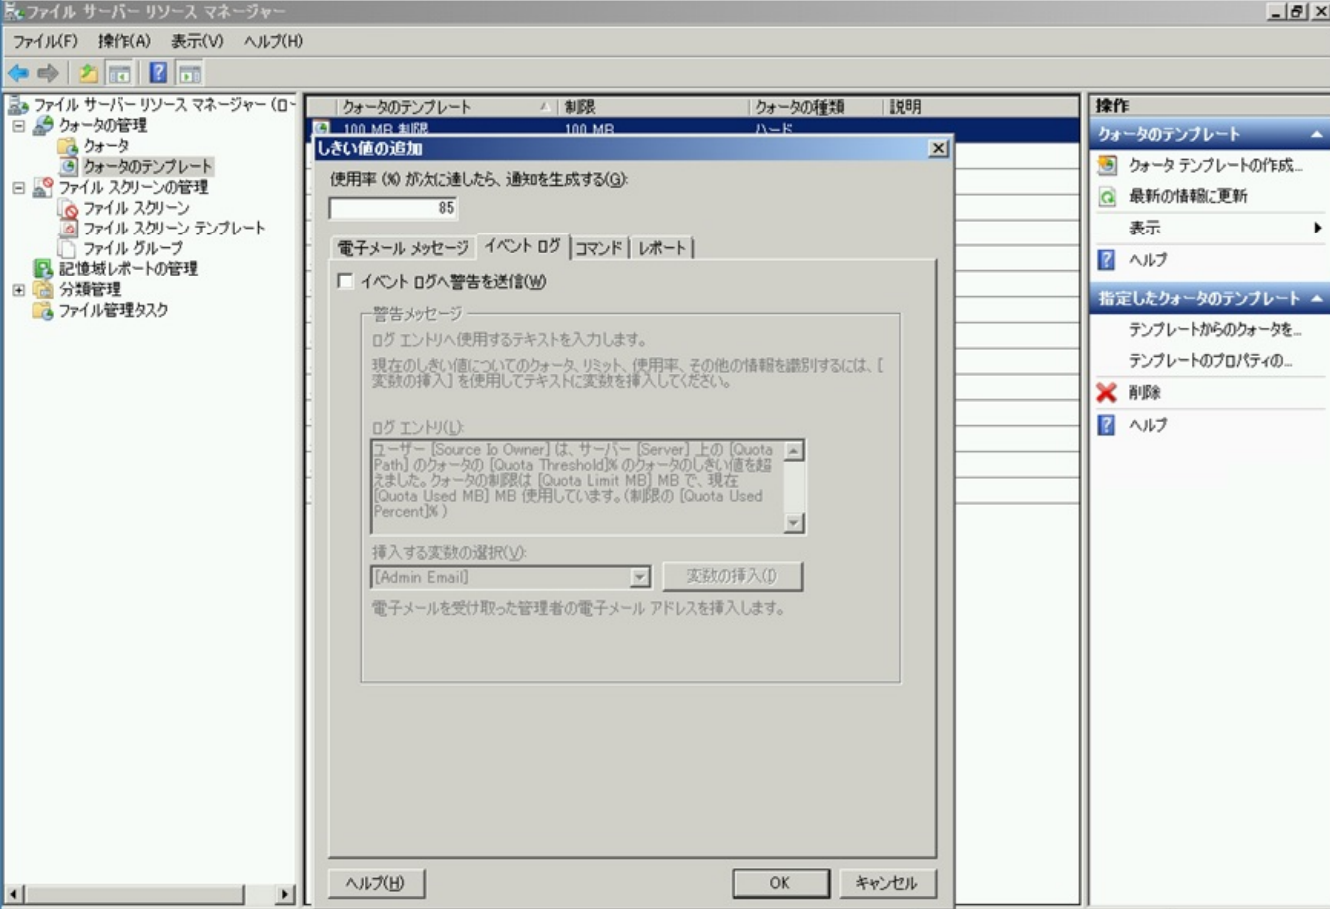 ファイル サーバー リソース マネージャー
ファイル(F) 操作(A) 表示(V) ヘルプ(H)
ファイル サーバー リソース マネージャー (ロー
クォータの管理
クォータ
クォータのテンプレート
ファイル スクリーンの管理
ファイル スクリーン
ファイル スクリーン テンプレート
ファイル グループ
記憶域レポートの管理
分類管理
ファイル管理タスク
クォータのテンプレート 制限 クォータの種類 説明
100 MB 制限 100 MB ハード
しきい値の追加
使用率 (%) が次に達したら、通知を生成する(G):
85
電子メール メッセージ イベント ログ コマンド レポート
イベント ログへ警告を送信(W)
警告メッセージ
ログ エントリへ使用するテキストを入力します。
現在のしきい値についてのクォータ、リミット、使用率、その他の情報を識別するには、[
変数の挿入] を使用してテキストに変数を挿入してください。
ログ エントリ(L):
ユーザー [Source Io Owner] は、サーバー [Server] 上の [Quota
Path] のクォータの [Quota Threshold]% のクォータのしきい値を超
えました。クォータの制限は [Quota Limit MB] MB で、現在
[Quota Used MB] MB 使用しています。(制限の [Quota Used
Percent]% )
挿入する変数の選択(V):
[Admin Email] 変数の挿入(I)
電子メールを受け取った管理者の電子メール アドレスを挿入します。
ヘルプ(H) OK キャンセル
操作
クォータのテンプレート
クォータ テンプレートの作成...
最新の情報に更新
表示
ヘルプ
指定したクォータのテンプレート
テンプレートからのクォータを...
テンプレートのプロパティの...
削除
ヘルプ